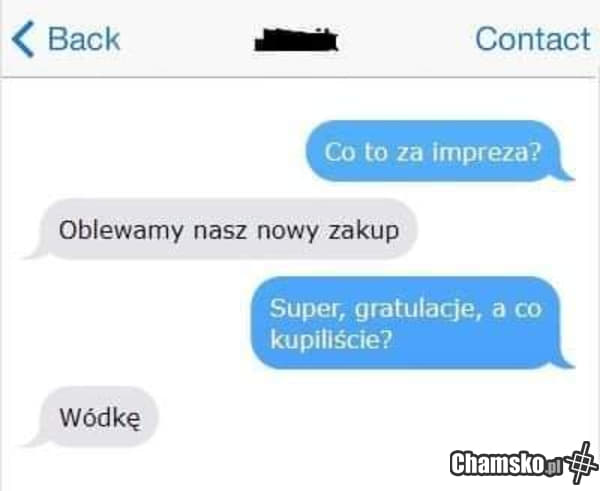 Back
Contact
Co to za impreza?
Oblewamy nasz nowy zakup
Super, gratulacje, a co
kupiliście?
Wódkę
Chamsko.pl